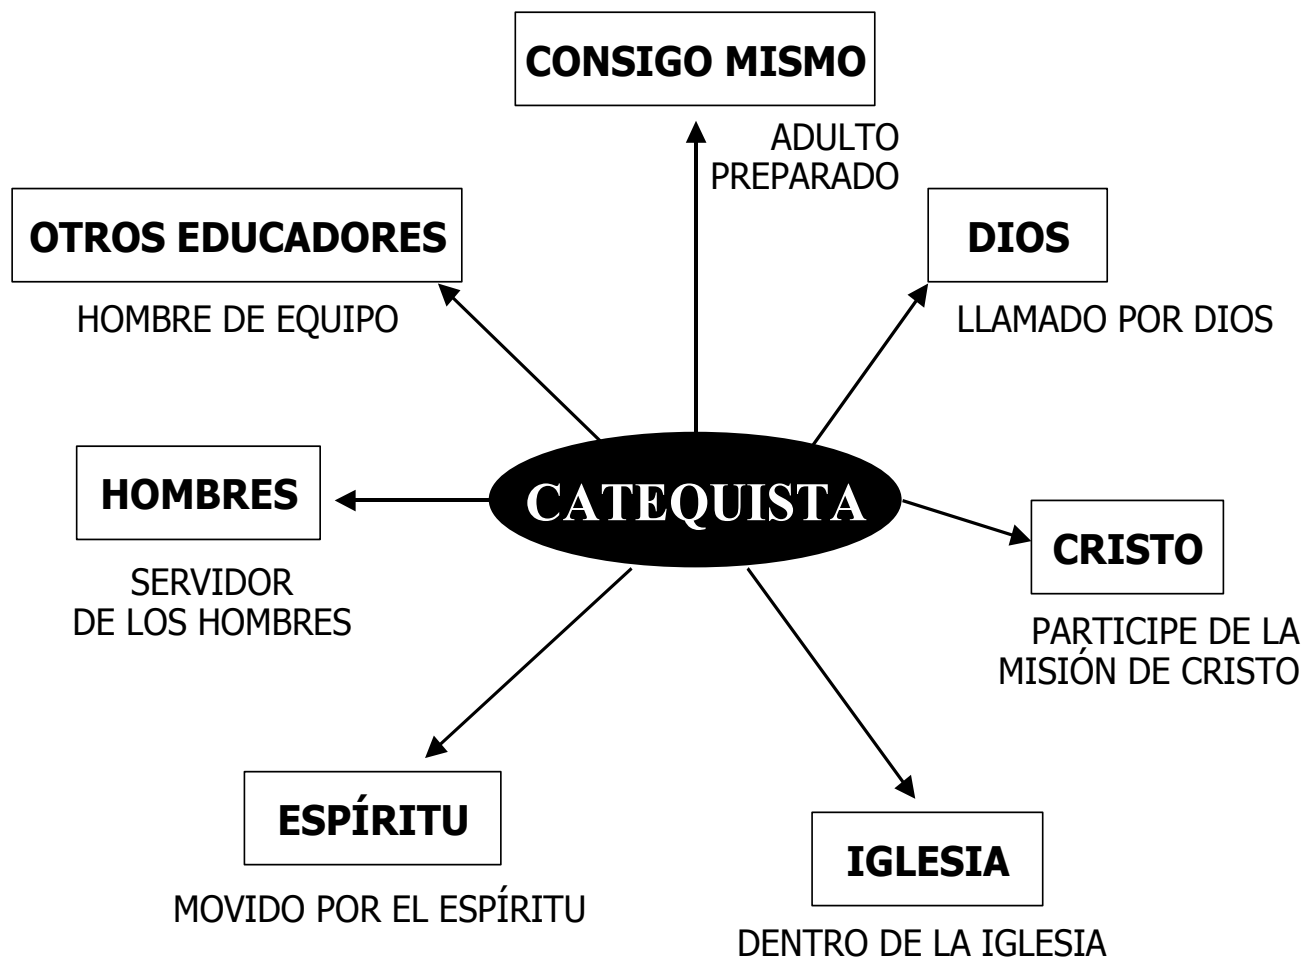 CONSIGO MISMO
ADULTO
PREPARADO
OTROS EDUCADORES
HOMBRE DE EQUIPO
DIOS
LLAMADO POR DIOS
HOMBRES
SERVIDOR
DE LOS HOMBRES
CATEQUISTA
CRISTO
PARTICIPE DE LA
MISIÓN DE CRISTO
ESPÍRITU
MOVIDO POR EL ESPÍRITU
IGLESIA
DENTRO DE LA IGLESIA